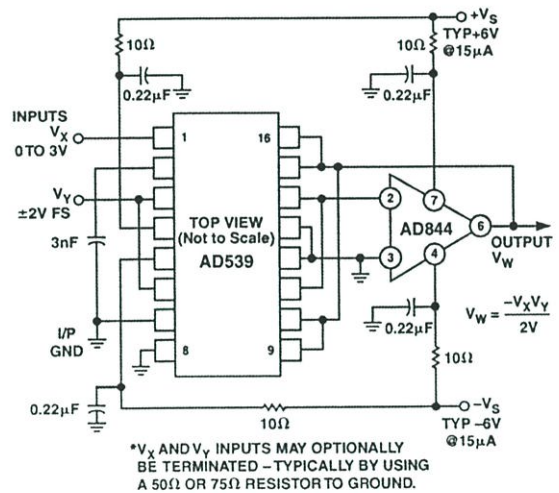 +VS
TYP+6V
@15µA
10Ω
10Ω
0.22µF
0.22µF
INPUTS
VX
0 TO 3V
1
16
VY
±2V FS
3nF
TOP VIEW
(Not to Scale)
AD539
2
7
AD844
6
3
4
OUTPUT
VW
0.22µF
VW = −VXVY
2V
I/P
GND
8
9
10Ω
0.22µF
10Ω
−VS
TYP −6V
@15µA
*VX AND VY INPUTS MAY OPTIONALLY
BE TERMINATED – TYPICALLY BY USING
A 50Ω OR 75Ω RESISTOR TO GROUND.